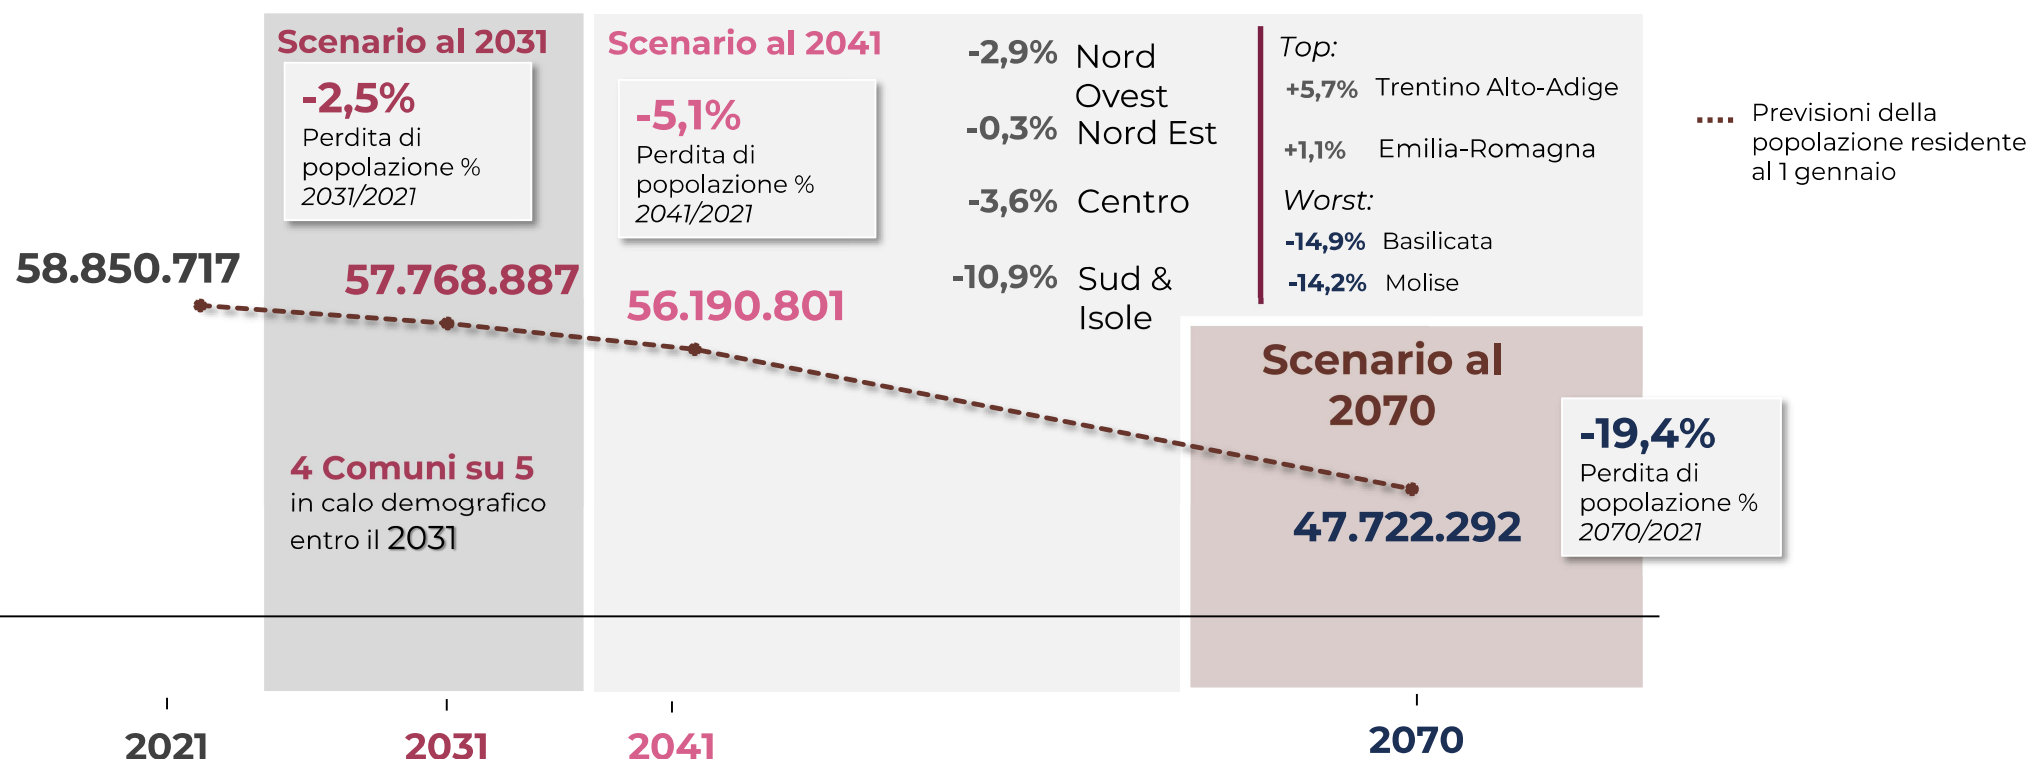 Scenario al 2031
-2,5%
Perdita di
popolazione %
2031/2021
58.850.717
57.768.887
4 Comuni su 5
in calo demografico
entro il 2031
Scenario al 2041
-5,1%
Perdita di
popolazione %
2041/2021
56.190.801
-2,9% Nord
Ovest
-0,3% Nord Est
-3,6% Centro
-10,9% Sud &
Isole
Top:
+5,7% Trentino Alto-Adige
+1,1% Emilia-Romagna
Worst:
-14,9% Basilicata
-14,2% Molise
Previsioni della
popolazione residente
al 1 gennaio
Scenario al
2070
-19,4%
Perdita di
popolazione %
2070/2021
47.722.292
2021
2031
2041
2070